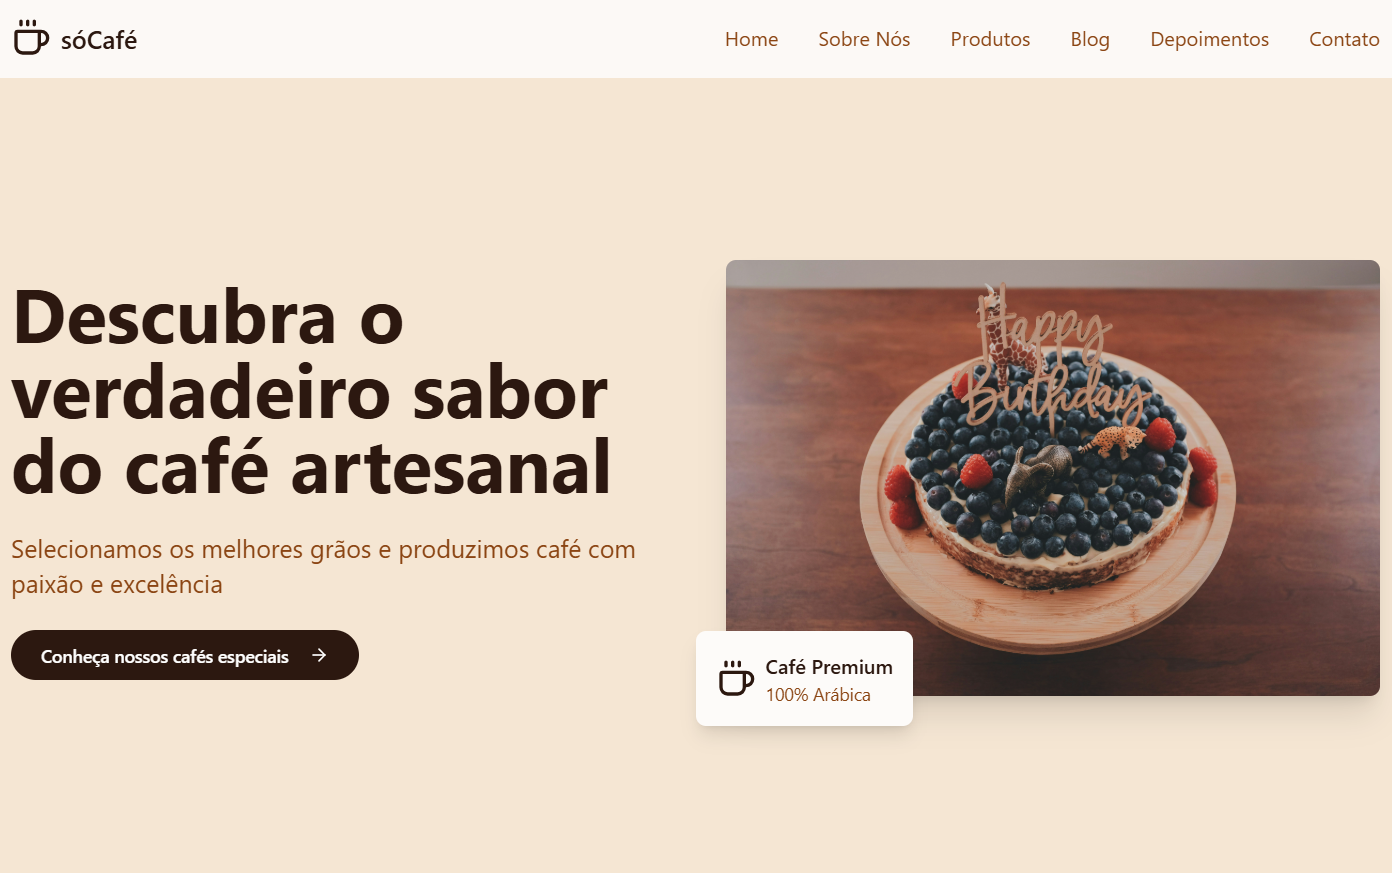 sóCafé
Home
Sobre Nós
Produtos
Blog
Depoimentos
Contato
Descubra o
verdadeiro sabor
do café artesanal
Selecionamos os melhores grãos e produzimos café com
paixão e excelência
Conheça nossos cafés especiais
Happy
Birthday
Café Premium
100% Arábica